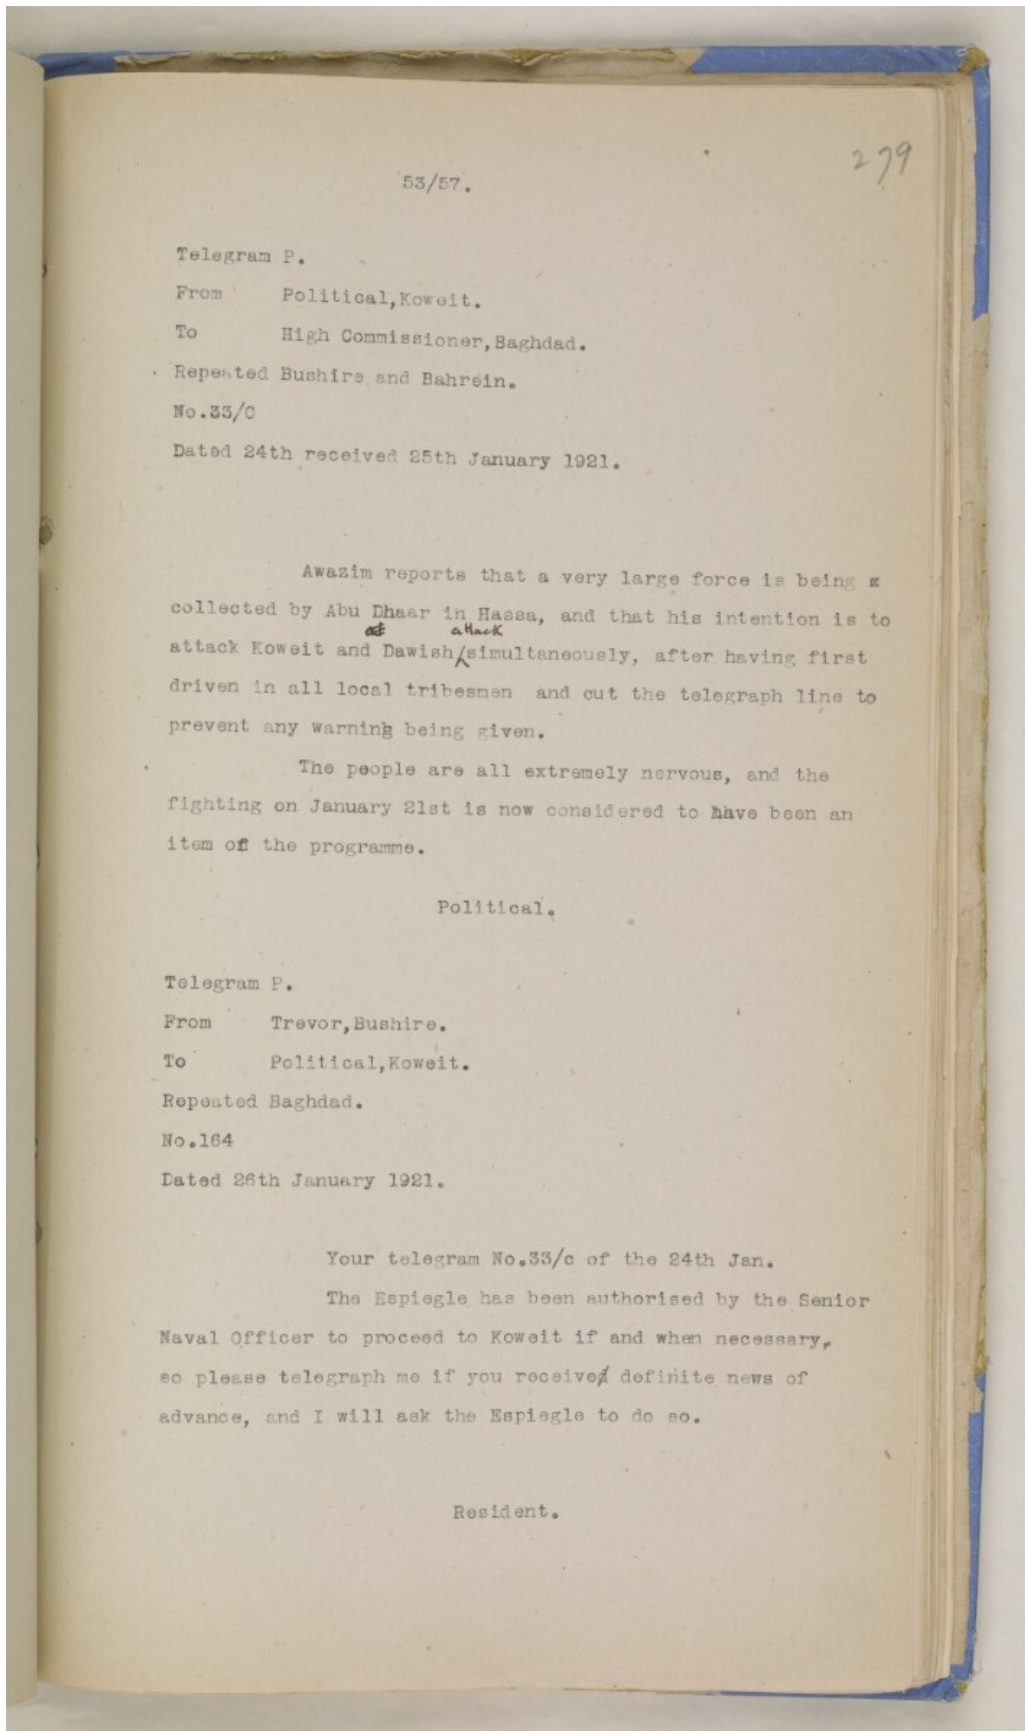 279
53/57.
Telegram P.
From Political,Koweit.
To High Commissioner,Baghdad.
Repeated Bushire and Bahrein.
No.33/C
Dated 24th received 25th January 1921.
Awazim reports that a very large force is being
collected by Abu Dhaar in Hassa, and that his intention is to
attack
attack Koweit and Dawish simultaneously, after having first
driven in all local tribesmen and cut the telegraph line to
prevent any warning being given.
The people are all extremely nervous, and the
fighting on January 21st is now considered to have been an
item of the programme.
Political.
Telegram P.
From Trevor,Bushire.
To Political,Koweit.
Repeated Baghdad.
No.164
Dated 26th January 1921.
Your telegram No.33/c of the 24th Jan.
The Espiegle has been authorised by the Senior
Naval Officer to proceed to Koweit if and when necessary,
so please telegraph me if you receive definite news of
advance, and I will ask the Espiegle to do so.
Resident.